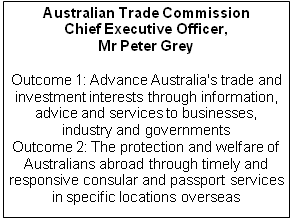 Australian Trade Commission
Chief Executive Officer,
Mr Peter Grey
Outcome 1: Advance Australia's trade and
investment interests through information,
advice and services to businesses,
industry and governments
Outcome 2: The protection and welfare of
Australians abroad through timely and
responsive consular and passport services
in specific locations overseas